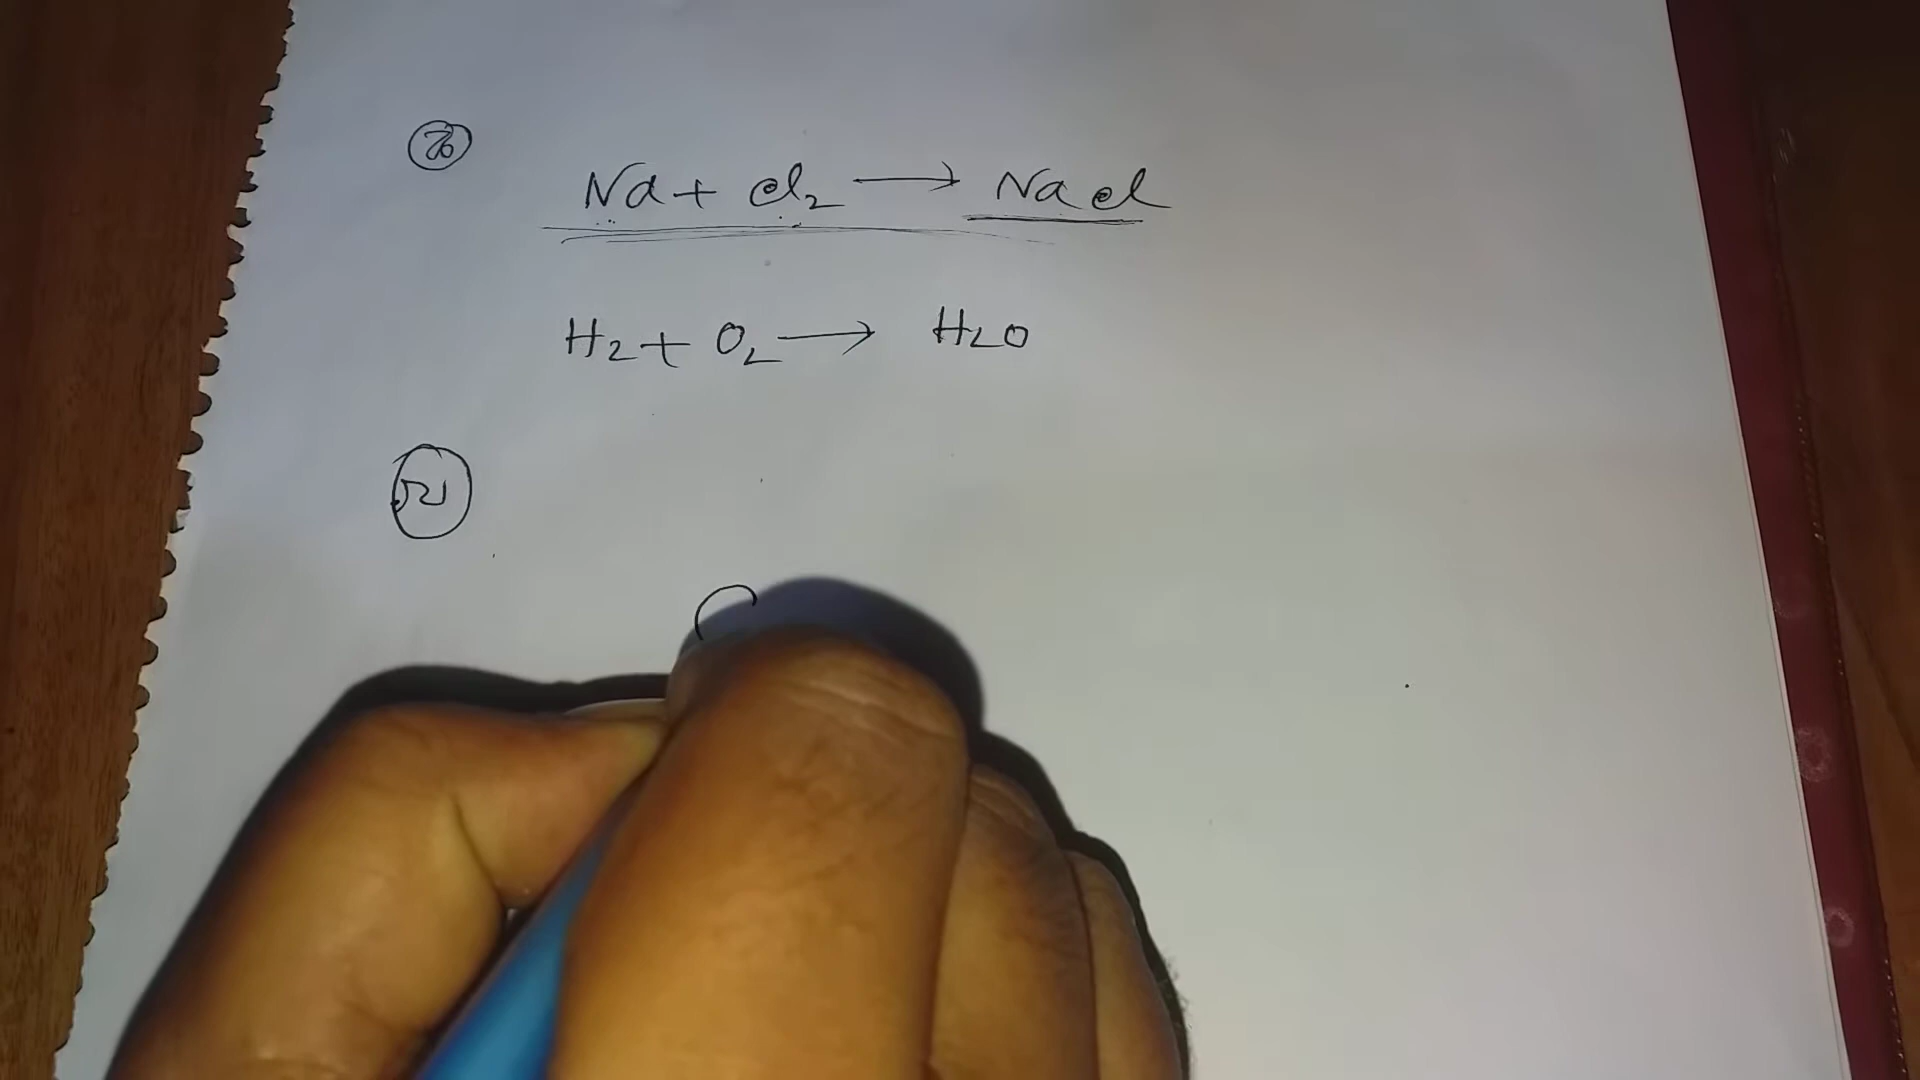 Na + Cl₂ → NaCl
H₂ + O₂ → H₂O